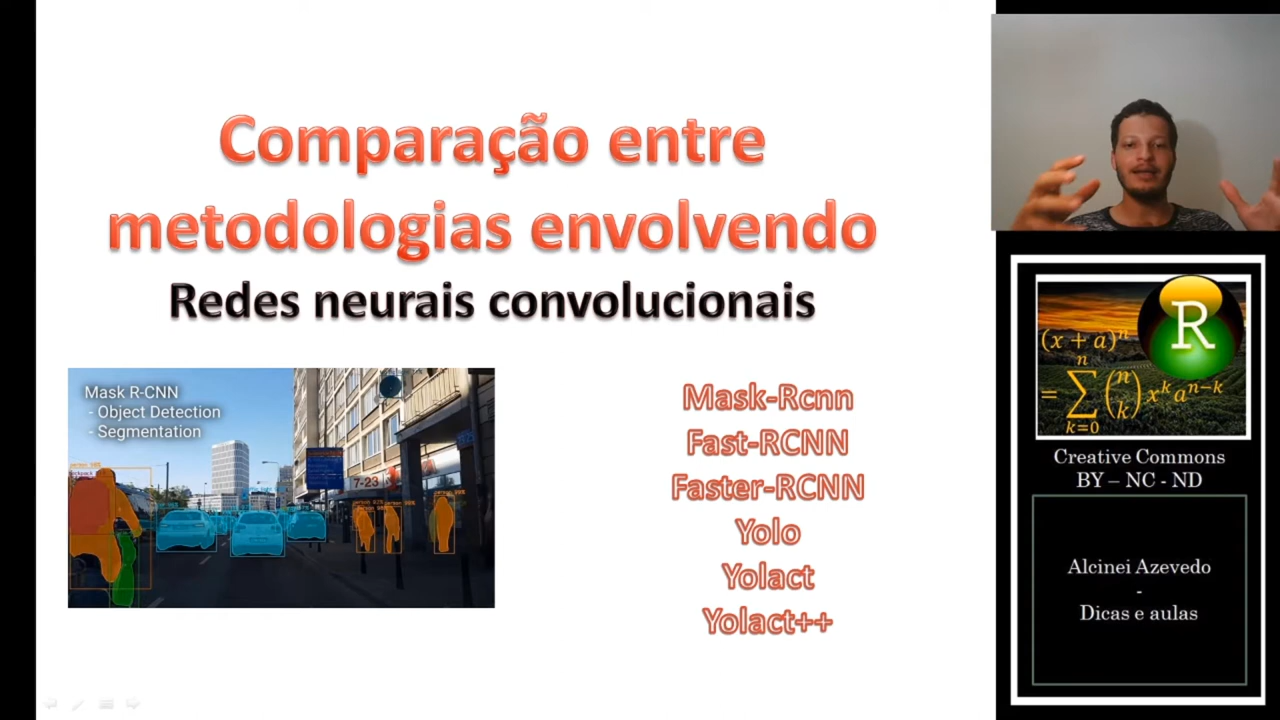 Comparação entre
metodologias envolvendo
Redes neurais convolucionais
Mask R-CNN
- Object Detection
- Segmentation
7-23
Mask-Rcnn
Fast-RCNN
Faster-RCNN
Yolo
Yolact
Yolact++
R
(x + a)^n
= ∑_{k=0}^{n} (n k) x^k a^{n-k}
Creative Commons
BY – NC - ND
Alcinei Azevedo
-
Dicas e aulas